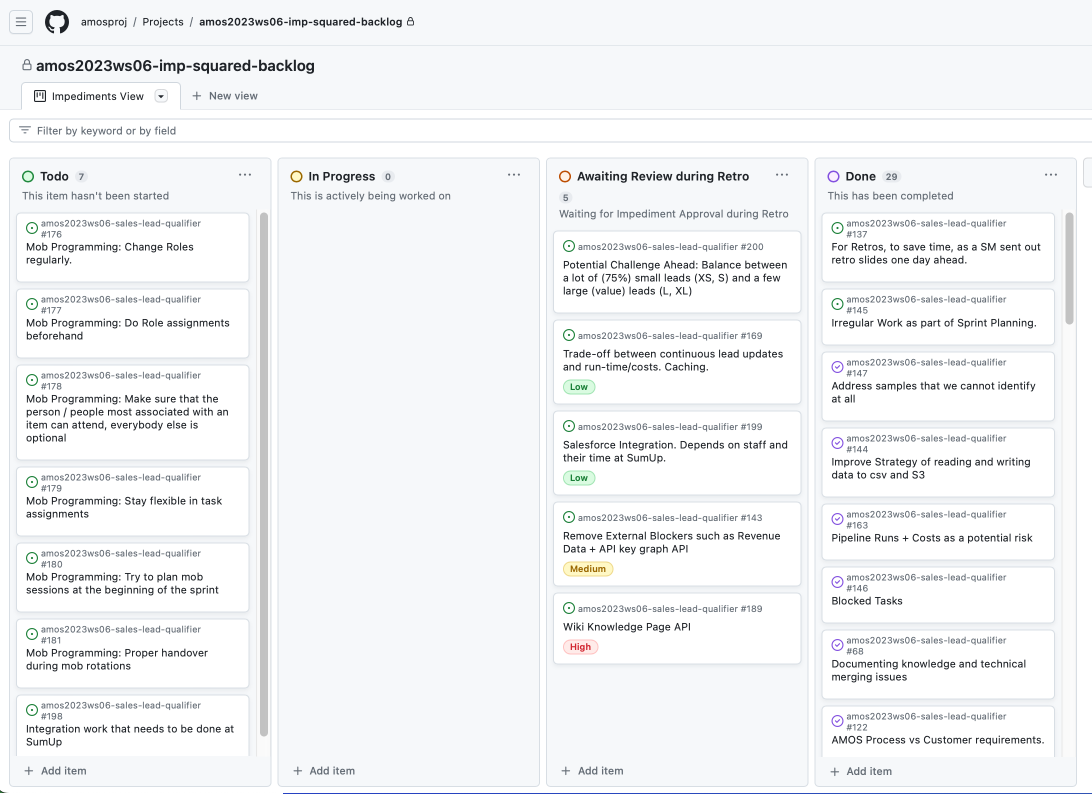 amosproj / Projects / amos2023ws06-imp-squared-backlog
amos2023ws06-imp-squared-backlog
Impediments View
New view
Filter by keyword or by field
Todo 7
This item hasn't been started
amos2023ws06-sales-lead-qualifier
#176
Mob Programming: Change Roles
regularly.
amos2023ws06-sales-lead-qualifier
#177
Mob Programming: Do Role assignments
beforehand
amos2023ws06-sales-lead-qualifier
#178
Mob Programming: Make sure that the
person / people most associated with an
item can attend, everybody else is
optional
amos2023ws06-sales-lead-qualifier
#179
Mob Programming: Stay flexible in task
assignments
amos2023ws06-sales-lead-qualifier
#180
Mob Programming: Try to plan mob
sessions at the beginning of the sprint
amos2023ws06-sales-lead-qualifier
#181
Mob Programming: Proper handover
during mob rotations
amos2023ws06-sales-lead-qualifier
#198
Integration work that needs to be done at
SumUp
+ Add item
In Progress 0
This is actively being worked on
+ Add item
Awaiting Review during Retro
5
Waiting for Impediment Approval during Retro
amos2023ws06-sales-lead-qualifier #200
Potential Challenge Ahead: Balance between
a lot of (75%) small leads (XS, S) and a few
large (value) leads (L, XL)
amos2023ws06-sales-lead-qualifier #169
Trade-off between continuous lead updates
and run-time/costs. Caching.
Low
amos2023ws06-sales-lead-qualifier #199
Salesforce Integration. Depends on staff and
their time at SumUp.
Low
amos2023ws06-sales-lead-qualifier #143
Remove External Blockers such as Revenue
Data + API key graph API
Medium
amos2023ws06-sales-lead-qualifier #189
Wiki Knowledge Page API
High
+ Add item
Done 29
This has been completed
amos2023ws06-sales-lead-qualifier
#137
For Retros, to save time, as a SM sent out
retro slides one day ahead.
amos2023ws06-sales-lead-qualifier
#145
Irregular Work as part of Sprint Planning.
amos2023ws06-sales-lead-qualifier
#147
Address samples that we cannot identify
at all
amos2023ws06-sales-lead-qualifier
#144
Improve Strategy of reading and writing
data to csv and S3
amos2023ws06-sales-lead-qualifier
#163
Pipeline Runs + Costs as a potential risk
amos2023ws06-sales-lead-qualifier
#146
Blocked Tasks
amos2023ws06-sales-lead-qualifier
#68
Documenting knowledge and technical
merging issues
amos2023ws06-sales-lead-qualifier
#122
AMOS Process vs Customer requirements.
+ Add item